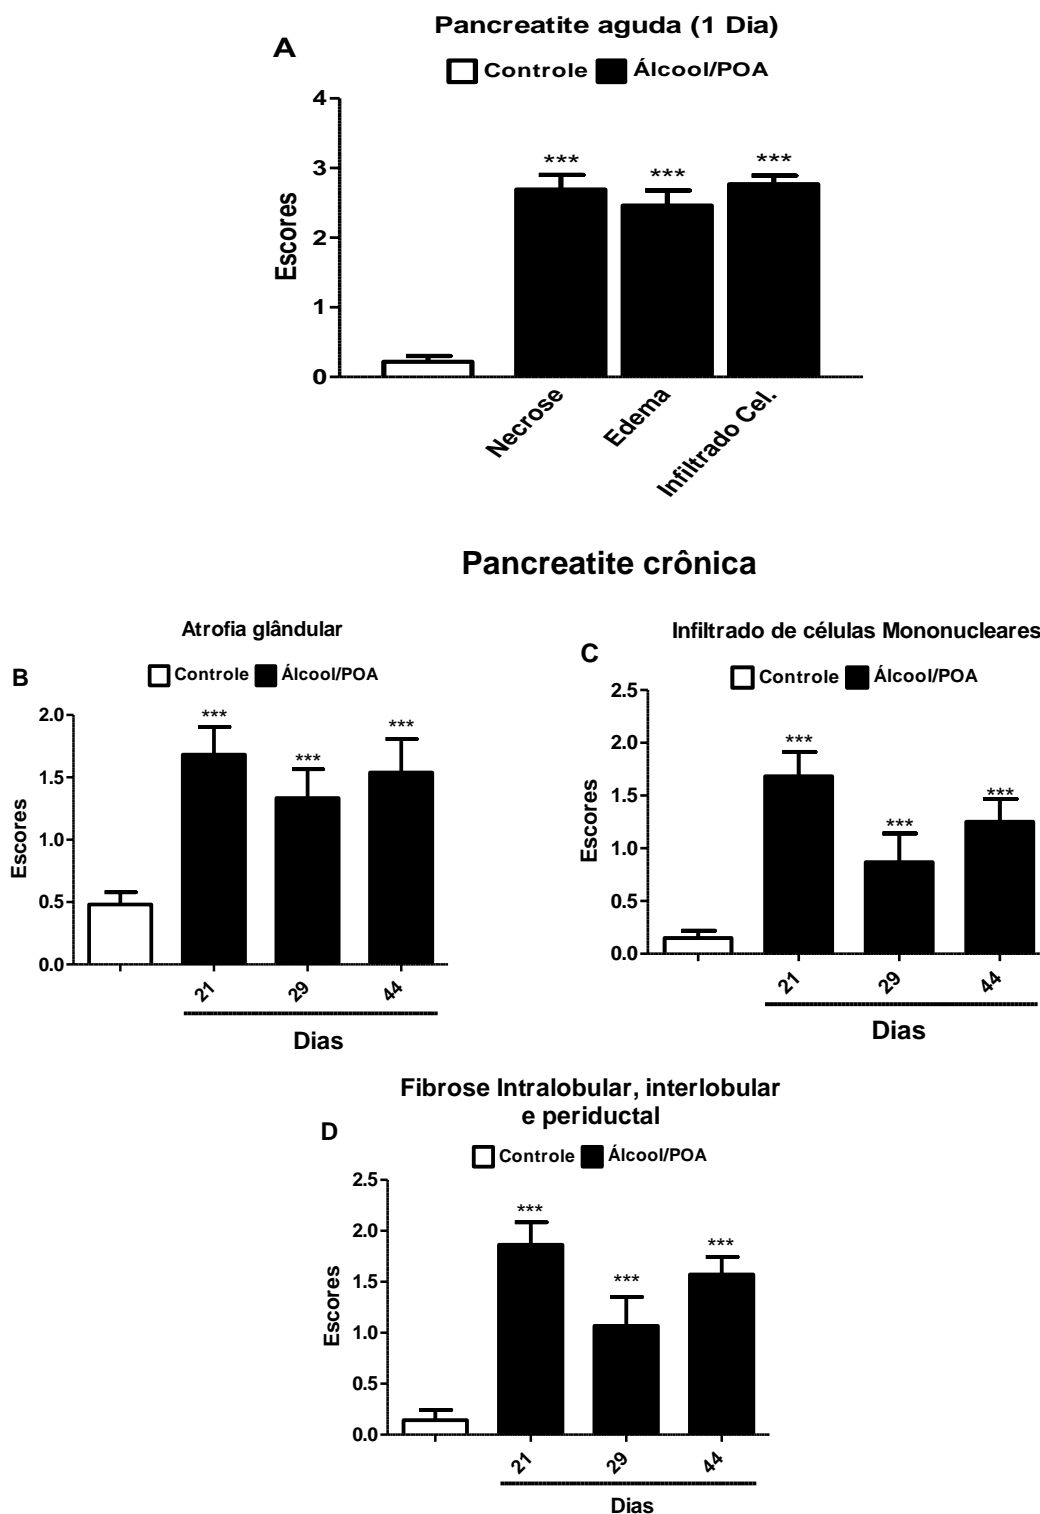 Pancreatite aguda (1 Dia)
A
Controle Álcool/POA
4
3
2
1
0
Escores
*** *** ***
Necrose Edema Infiltrado Cel.
Pancreatite crônica
Atrofia glândular
B
Controle Álcool/POA
2.0
1.5
1.0
0.5
0.0
Escores
*** *** ***
21 29 44
Dias
Infiltrado de células Mononucleares
C
Controle Álcool/POA
2.5
2.0
1.5
1.0
0.5
0.0
Escores
*** *** ***
21 29 44
Dias
Fibrose Intralobular, interlobular
e periductal
D
Controle Álcool/POA
2.5
2.0
1.5
1.0
0.5
0.0
Escores
*** *** ***
21 29 44
Dias